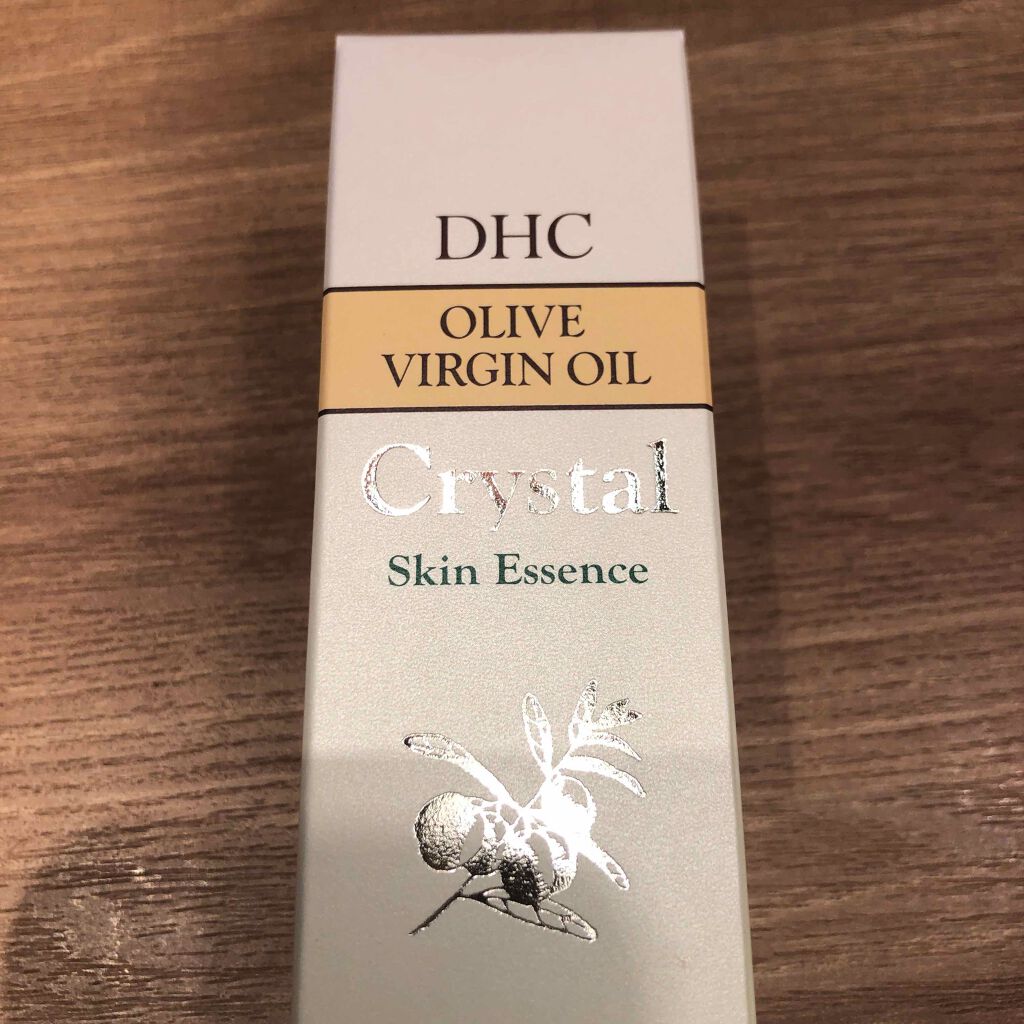 DHC
OLIVE
VIRGIN OIL
Crystal
Skin Essence